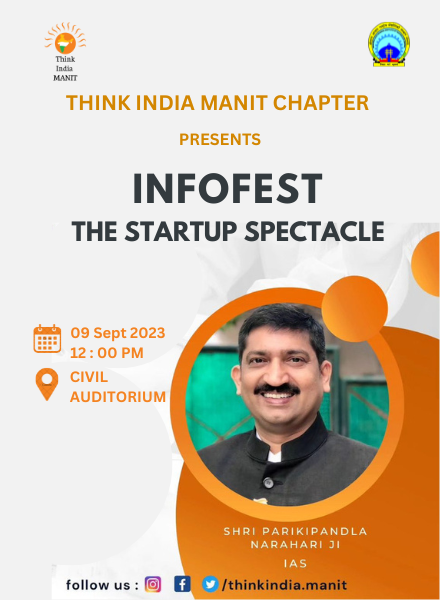 Think
India
MANIT
THINK INDIA MANIT CHAPTER
PRESENTS
INFOFEST
THE STARTUP SPECTACLE
09 Sept 2023
12 : 00 PM
CIVIL
AUDITORIUM
SHRI PARIKIPANDLA
NARAHARI JI
IAS
follow us : /thinkindia.manit